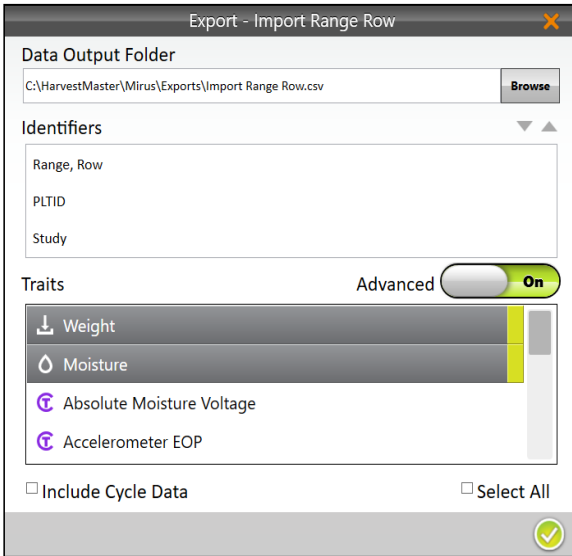 Export - Import Range Row
Data Output Folder
C:\HarvestMaster\Mirus\Exports\Import Range Row.csv
Browse
Identifiers
Range, Row
PLTID
Study
Traits
Advanced
On
Weight
Moisture
Absolute Moisture Voltage
Accelerometer EOP
Include Cycle Data
Select All